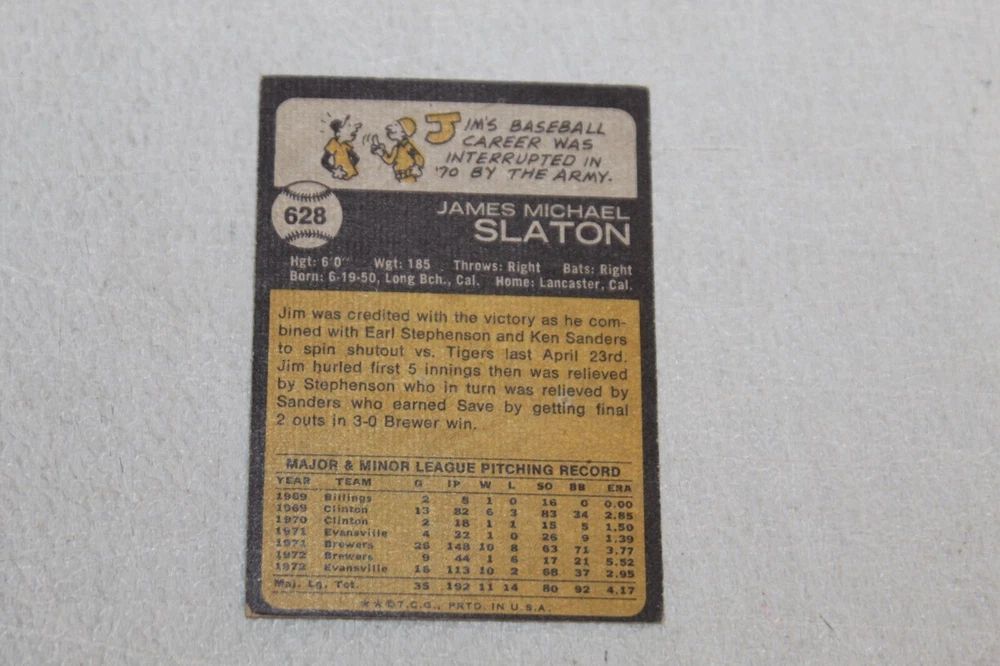 JIM'S BASEBALL
CAREER WAS
INTERRUPTED IN
'70 BY THE ARMY.
628
JAMES MICHAEL
SLATON
Hgt: 6'0" Wgt: 185 Throws: Right Bats: Right
Born: 6-19-50, Long Bch., Cal. Home: Lancaster, Cal.
Jim was credited with the victory as he com-
bined with Earl Stephenson and Ken Sanders
to spin shutout vs. Tigers last April 23rd.
Jim hurled first 5 innings then was relieved
by Stephenson who in turn was relieved by
Sanders who earned Save by getting final
2 outs in 3-0 Brewer win.
MAJOR & MINOR LEAGUE PITCHING RECORD
YEAR TEAM G IP W L SO BB ERA
1969 Billings 2 8 1 0 16 0 0.00
1969 Clinton 13 82 6 3 83 34 2.85
1970 Clinton 2 18 1 1 15 5 1.50
1971 Evansville 4 32 1 0 26 9 1.39
1971 Brewers 26 148 10 8 63 71 3.77
1972 Brewers 9 44 1 6 17 21 5.52
1972 Evansville 16 113 10 2 68 37 2.95
Maj. Lg. Tot. 35 192 11 14 80 92 4.17
★★©T.C.G., PRTD. IN U.S.A.